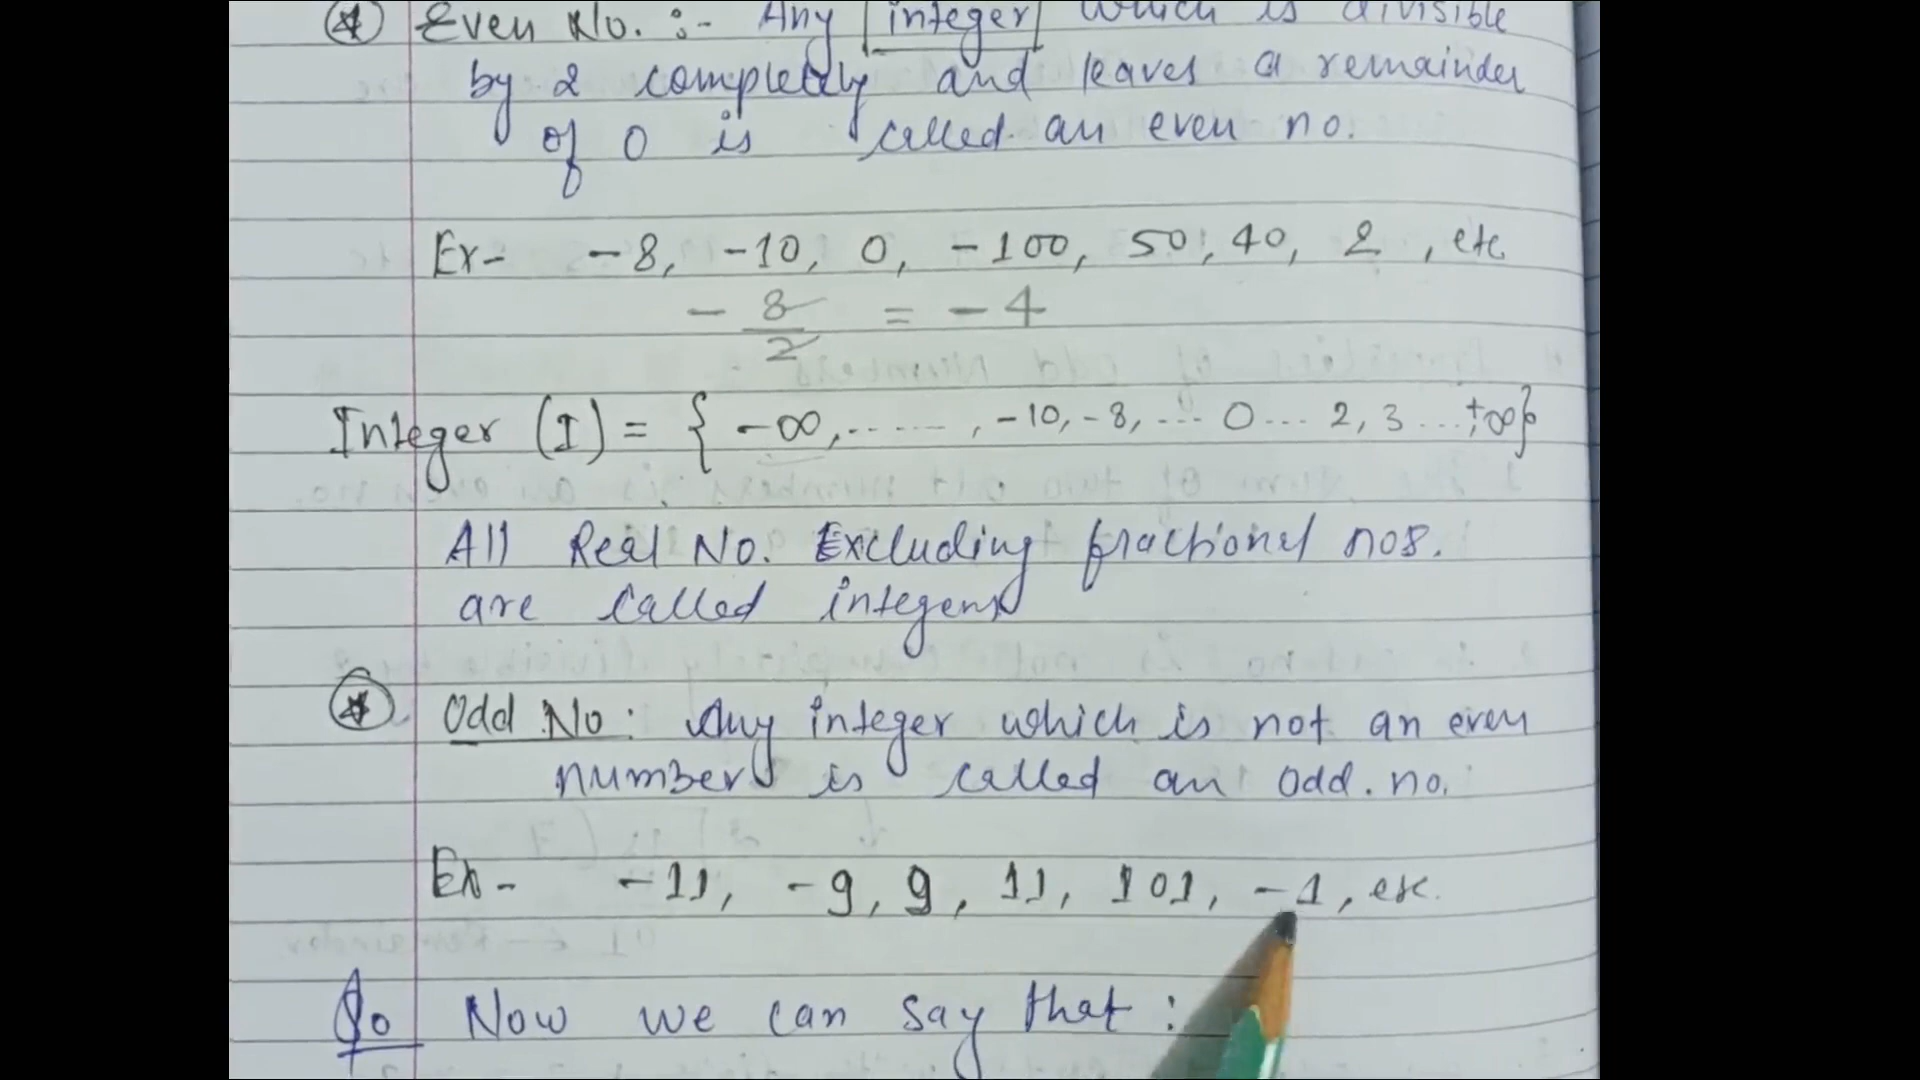 Even No. :- Any integer which is divisible
by 2 completely and leaves a remainder
of 0 is called an even no.
Ex- -8, -10, 0, -100, 50, 40, 2, etc
- 8/2 = -4
Integer (I) = { -∞, ......, -10, -8, ... 0 ... 2, 3 ..., +∞}
All Real No. Excluding fractional nos.
are called integers
Odd No: Any integer which is not an even
number is called an odd. no.
Ex- -11, -9, 9, 11, 101, -1, etc.
Now we can say that :